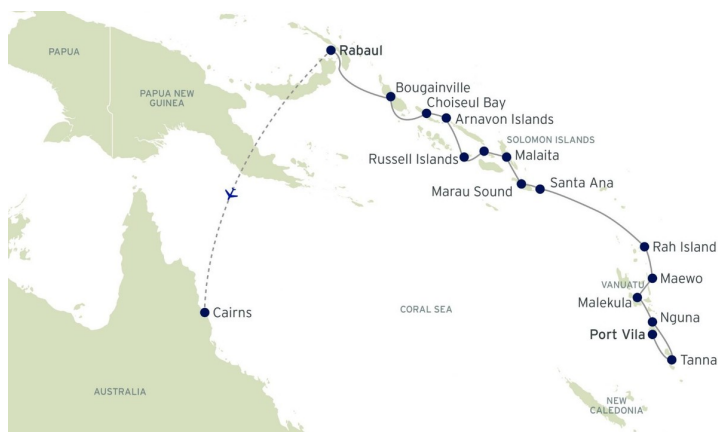 Rabaul
PAPUA
PAPUA NEW
GUINEA
Bougainville
Choiseul Bay
Arnavon Islands
SOLOMON ISLANDS
Russell Islands
Malaita
Marau Sound
Santa Ana
Rah Island
Maewo
VANUATU
Malekula
Cairns
CORAL SEA
Nguna
Port Vila
Tanna
AUSTRALIA
NEW
CALEDONIA